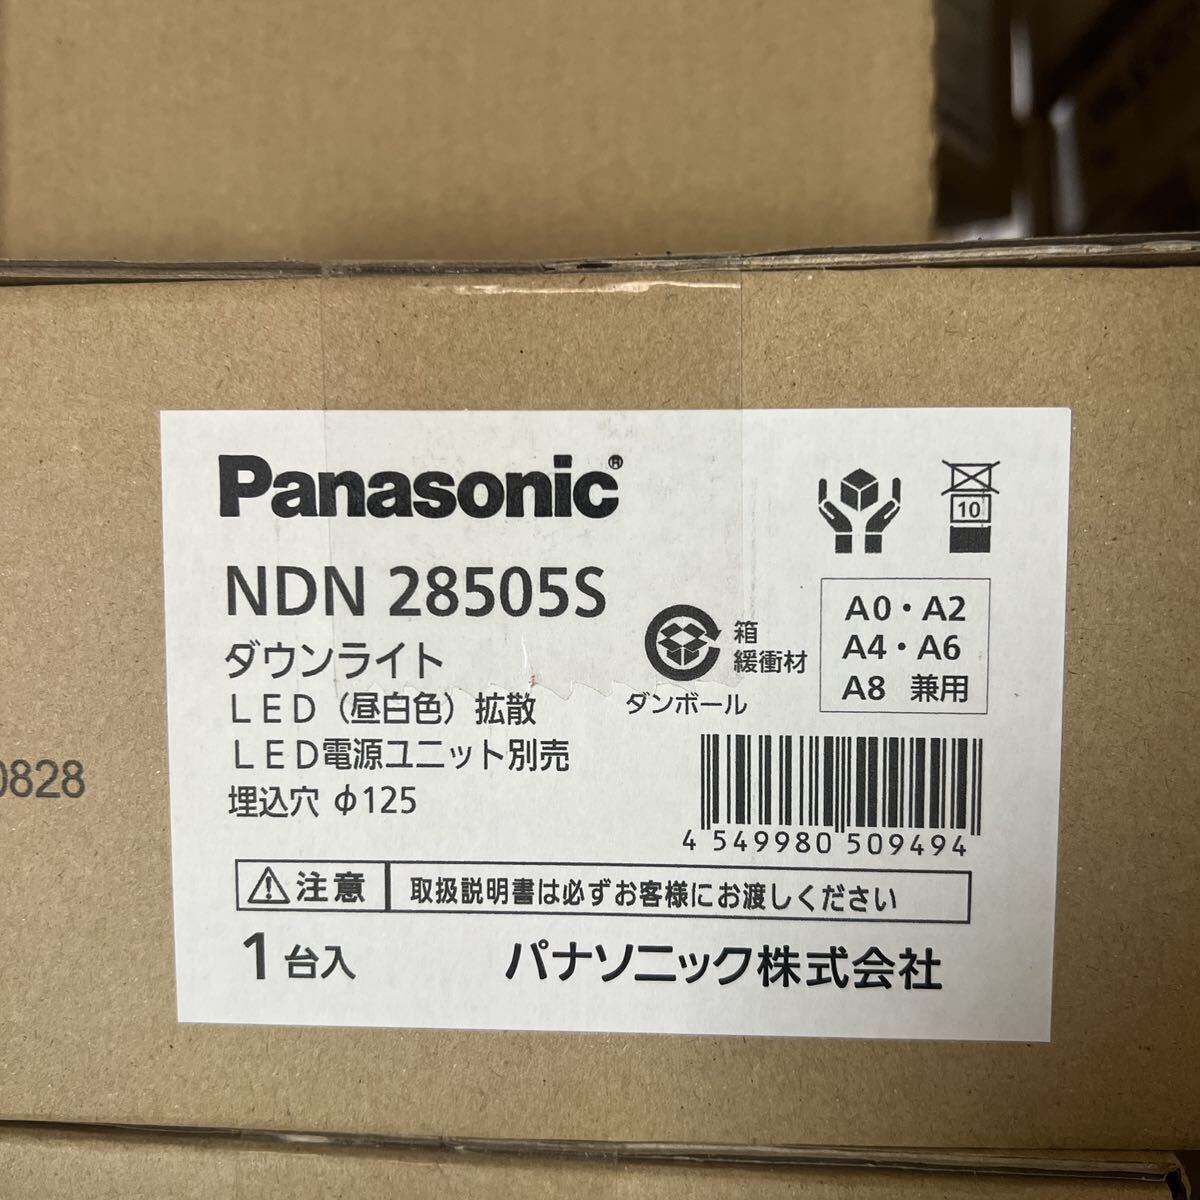 Panasonic®
NDN 28505S
ダウンライト
LED（昼白色）拡散
LED電源ユニット別売
埋込穴 φ125
10
箱
緩衝材
ダンボール
A0・A2
A4・A6
A8 兼用
4 549980 509494
注意
取扱説明書は必ずお客様にお渡しください
1台入
パナソニック株式会社
0828